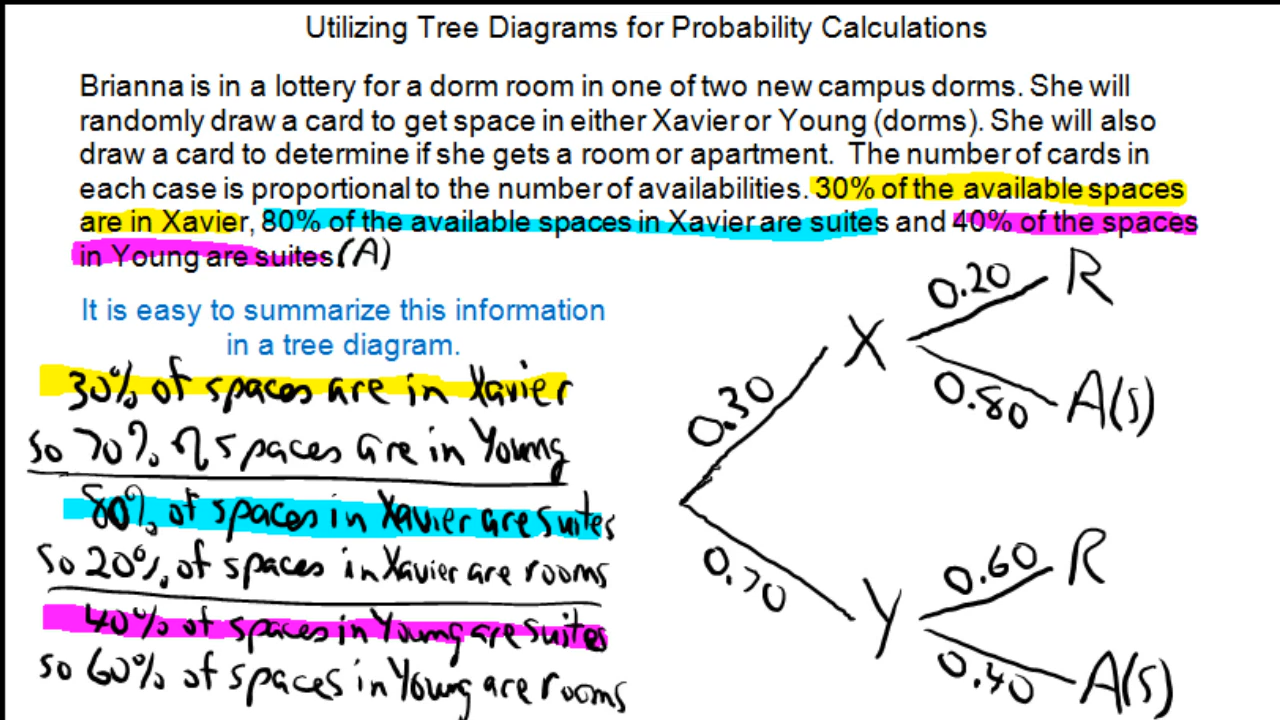 Utilizing Tree Diagrams for Probability Calculations
Brianna is in a lottery for a dorm room in one of two new campus dorms. She will
randomly draw a card to get space in either Xavier or Young (dorms). She will also
draw a card to determine if she gets a room or apartment. The number of cards in
each case is proportional to the number of availabilities. 30% of the available spaces
are in Xavier, 80% of the available spaces in Xavier are suites and 40% of the spaces
in Young are suites. (A)
It is easy to summarize this information
in a tree diagram.
30% of spaces are in Xavier
so 70% of spaces are in Young
80% of spaces in Xavier are suites
so 20% of spaces in Xavier are rooms
40% of spaces in Young are suites
so 60% of spaces in Young are rooms
0.30
X
0.20
R
0.80
A(s)
0.70
Y
0.60
R
0.40
A(s)